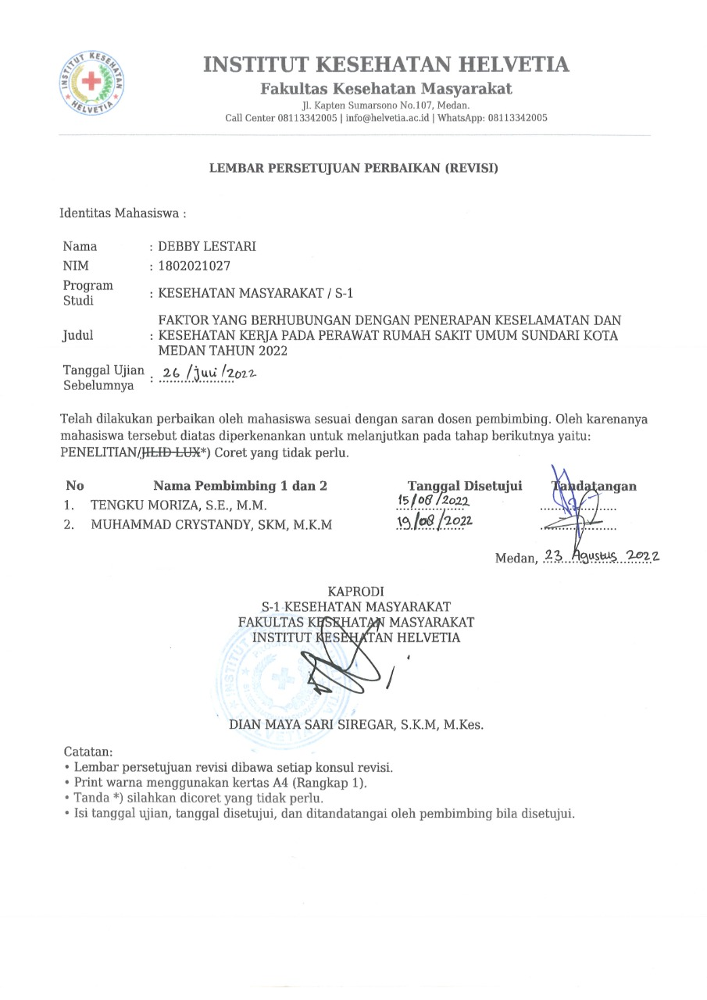 INSTITUT KESEHATAN HELVETIA
INSTITUT KESEHATAN HELVETIA
Fakultas Kesehatan Masyarakat
Jl. Kapten Sumarsono No.107, Medan.
Call Center 08113342005 | info@helvetia.ac.id | WhatsApp: 08113342005
LEMBAR PERSETUJUAN PERBAIKAN (REVISI)
Identitas Mahasiswa :
Nama : DEBBY LESTARI
NIM : 1802021027
Program Studi : KESEHATAN MASYARAKAT / S-1
Judul : FAKTOR YANG BERHUBUNGAN DENGAN PENERAPAN KESELAMATAN DAN
KESEHATAN KERJA PADA PERAWAT RUMAH SAKIT UMUM SUNDARI KOTA
MEDAN TAHUN 2022
Tanggal Ujian Sebelumnya : 26 /Juli /2022
Telah dilakukan perbaikan oleh mahasiswa sesuai dengan saran dosen pembimbing. Oleh karenanya
mahasiswa tersebut diatas diperkenankan untuk melanjutkan pada tahap berikutnya yaitu:
PENELITIAN/JILID LUX*) Coret yang tidak perlu.
No Nama Pembimbing 1 dan 2 Tanggal Disetujui Tandatangan
1. TENGKU MORIZA, S.E., M.M. 15/08/2022
2. MUHAMMAD CRYSTANDY, SKM, M.K.M 19/08/2022
Medan, 23 Agustus 2022
KAPRODI
S-1 KESEHATAN MASYARAKAT
FAKULTAS KESEHATAN MASYARAKAT
INSTITUT KESEHATAN HELVETIA
DIAN MAYA SARI SIREGAR, S.K.M, M.Kes.
Catatan:
• Lembar persetujuan revisi dibawa setiap konsul revisi.
• Print warna menggunakan kertas A4 (Rangkap 1).
• Tanda *) silahkan dicoret yang tidak perlu.
• Isi tanggal ujian, tanggal disetujui, dan ditandatangai oleh pembimbing bila disetujui.